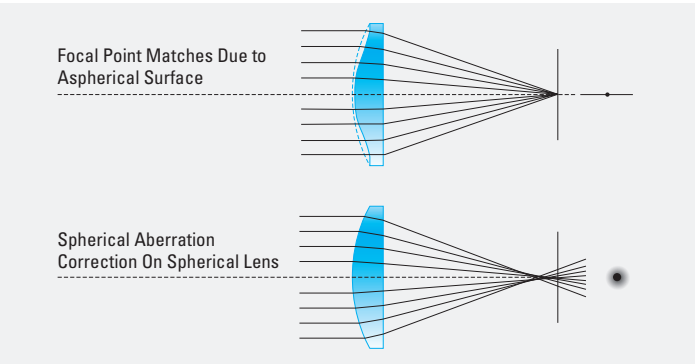 Focal Point Matches Due to
Aspherical Surface
Spherical Aberration
Correction On Spherical Lens